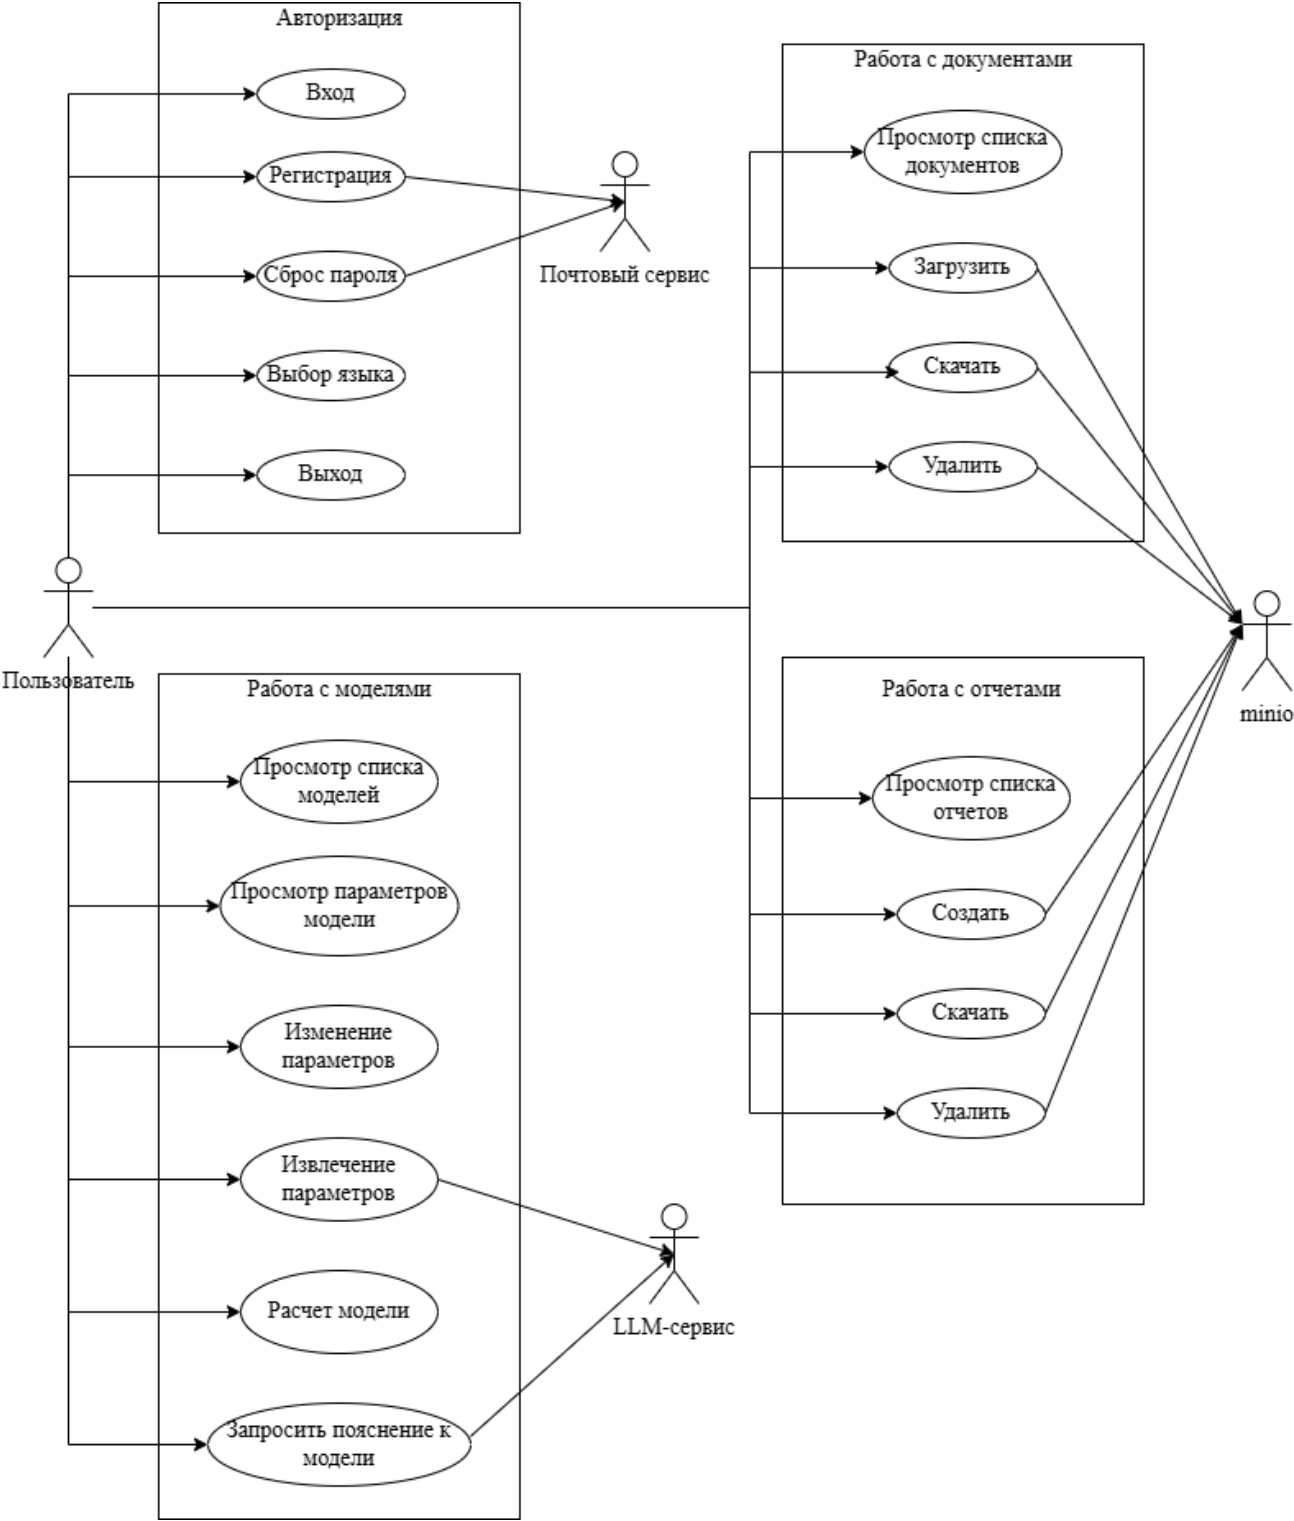 Авторизация
Вход
Регистрация
Сброс пароля
Выбор языка
Выход
Почтовый сервис
Работа с документами
Просмотр списка
документов
Загрузить
Скачать
Удалить
Пользователь
minio
Работа с моделями
Просмотр списка
моделей
Просмотр параметров
модели
Изменение
параметров
Извлечение
параметров
Расчет модели
Запросить пояснение к
модели
LLM-сервис
Работа с отчетами
Просмотр списка
отчетов
Создать
Скачать
Удалить